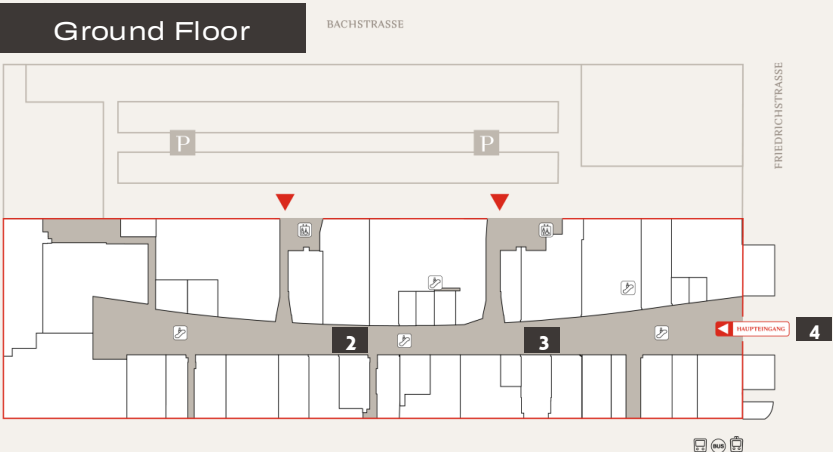 Ground Floor
BACHSTRASSE
FRIEDRICHSTRASSE
P P
2
3
HAUPTEINGANG
4
BUS